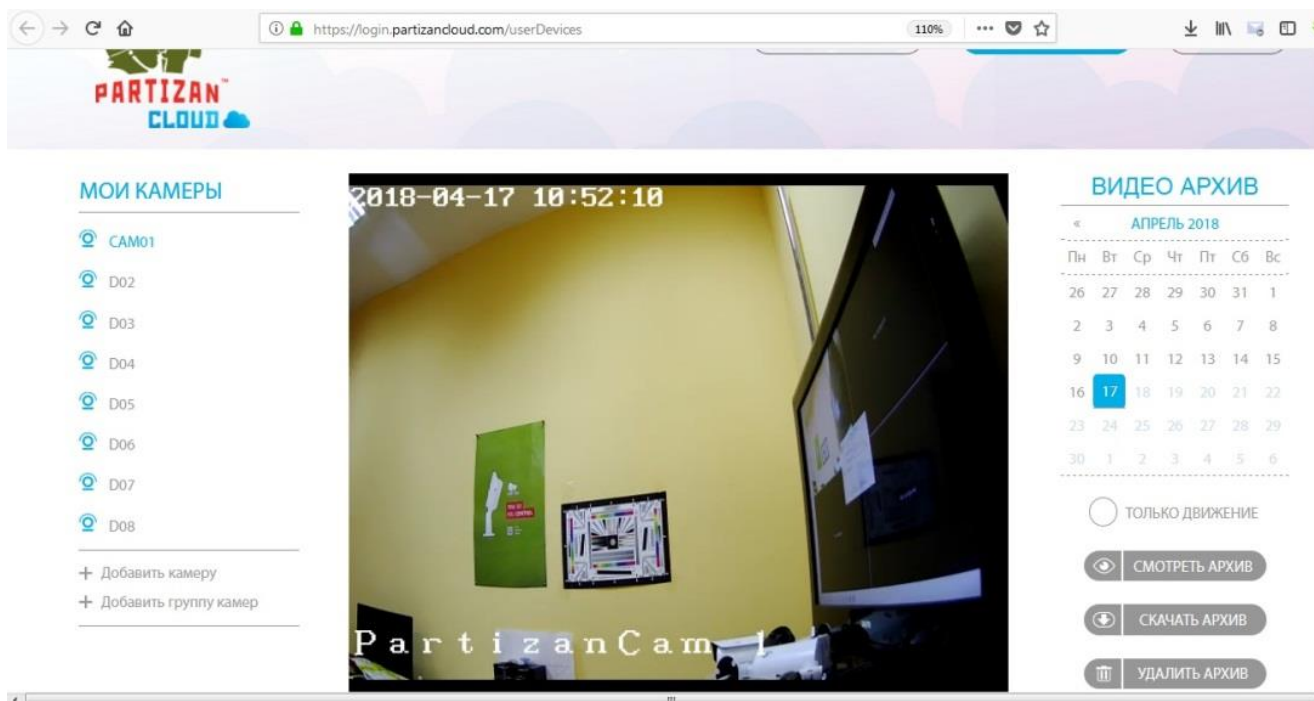 https://login.partizancloud.com/userDevices
110%
PARTIZAN™
CLOUD
МОИ КАМЕРЫ
CAM01
D02
D03
D04
D05
D06
D07
D08
+ Добавить камеру
+ Добавить группу камер
2018-04-17 10:52:10
PartizanCam 1
ВИДЕО АРХИВ
« АПРЕЛЬ 2018
Пн Вт Ср Чт Пт Сб Вс
26 27 28 29 30 31 1
2 3 4 5 6 7 8
9 10 11 12 13 14 15
16 17 18 19 20 21 22
23 24 25 26 27 28 29
30 1 2 3 4 5 6
ТОЛЬКО ДВИЖЕНИЕ
СМОТРЕТЬ АРХИВ
СКАЧАТЬ АРХИВ
УДАЛИТЬ АРХИВ